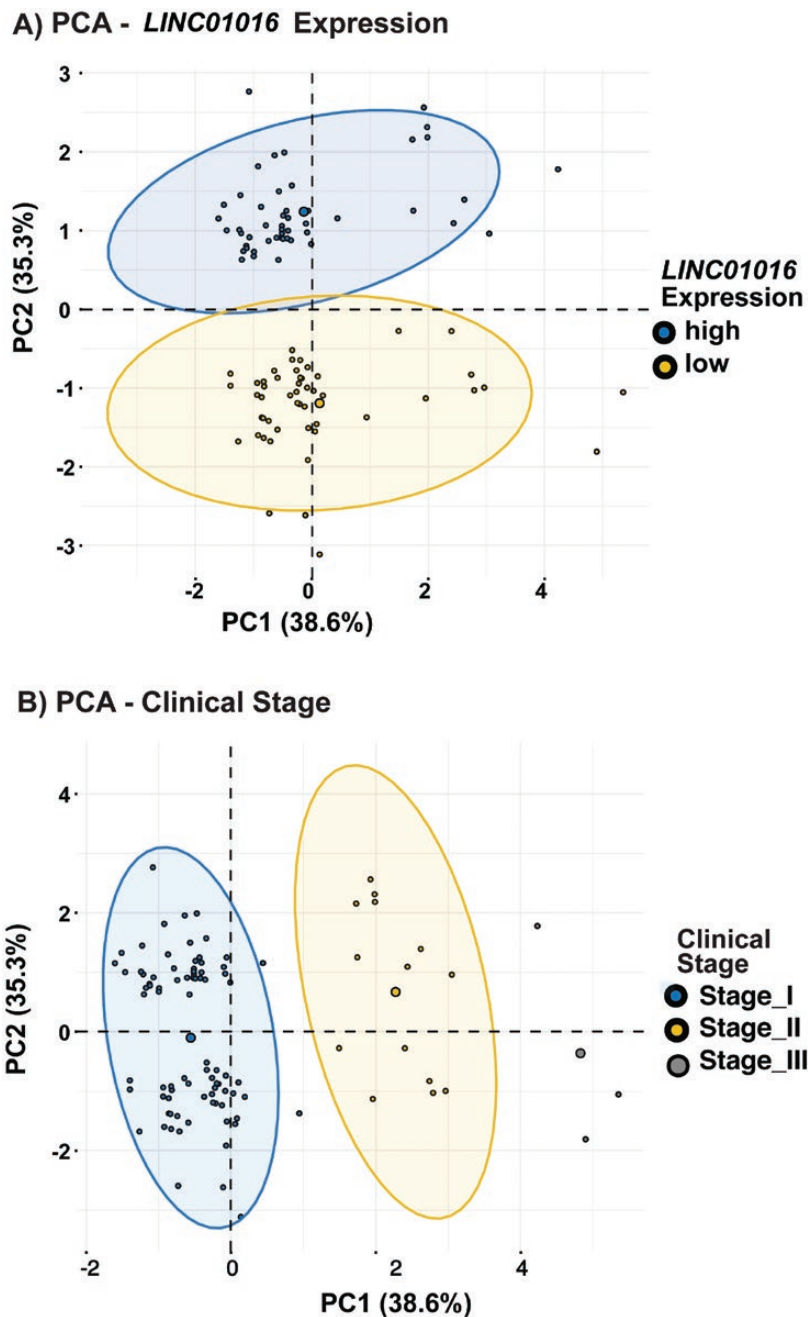 A) PCA - LINC01016 Expression
3
2
1
0
-1
-2
-3
PC2 (35.3%)
-2 0 2 4
PC1 (38.6%)
LINC01016
Expression
high
low
B) PCA - Clinical Stage
4
2
0
-2
PC2 (35.3%)
-2 0 2 4
PC1 (38.6%)
Clinical
Stage
Stage_I
Stage_II
Stage_III